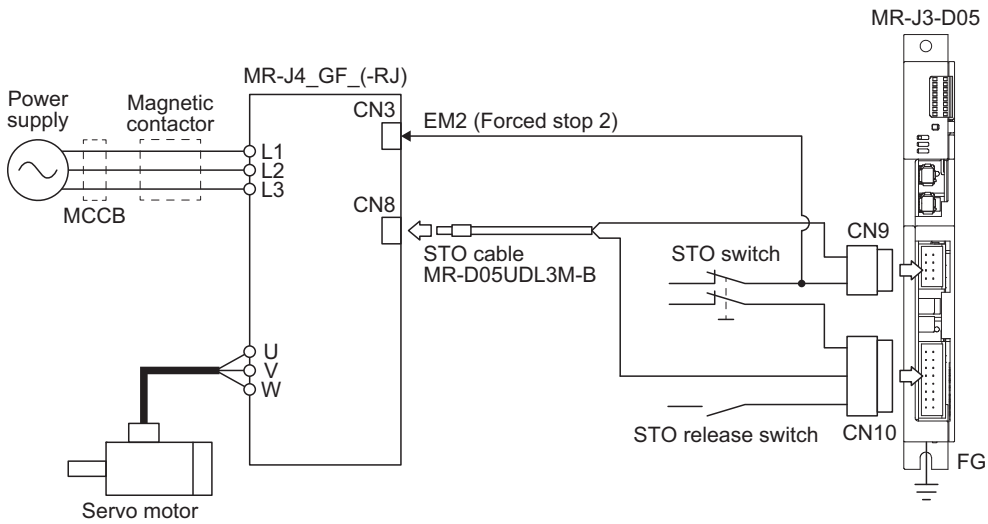 MR-J3-D05
MR-J4_GF_(-RJ)
Power
supply
Magnetic
contactor
CN3
EM2 (Forced stop 2)
L1
L2
L3
MCCB
CN8
STO cable
MR-D05UDL3M-B
STO switch
CN9
U
V
W
STO release switch
CN10
FG
Servo motor